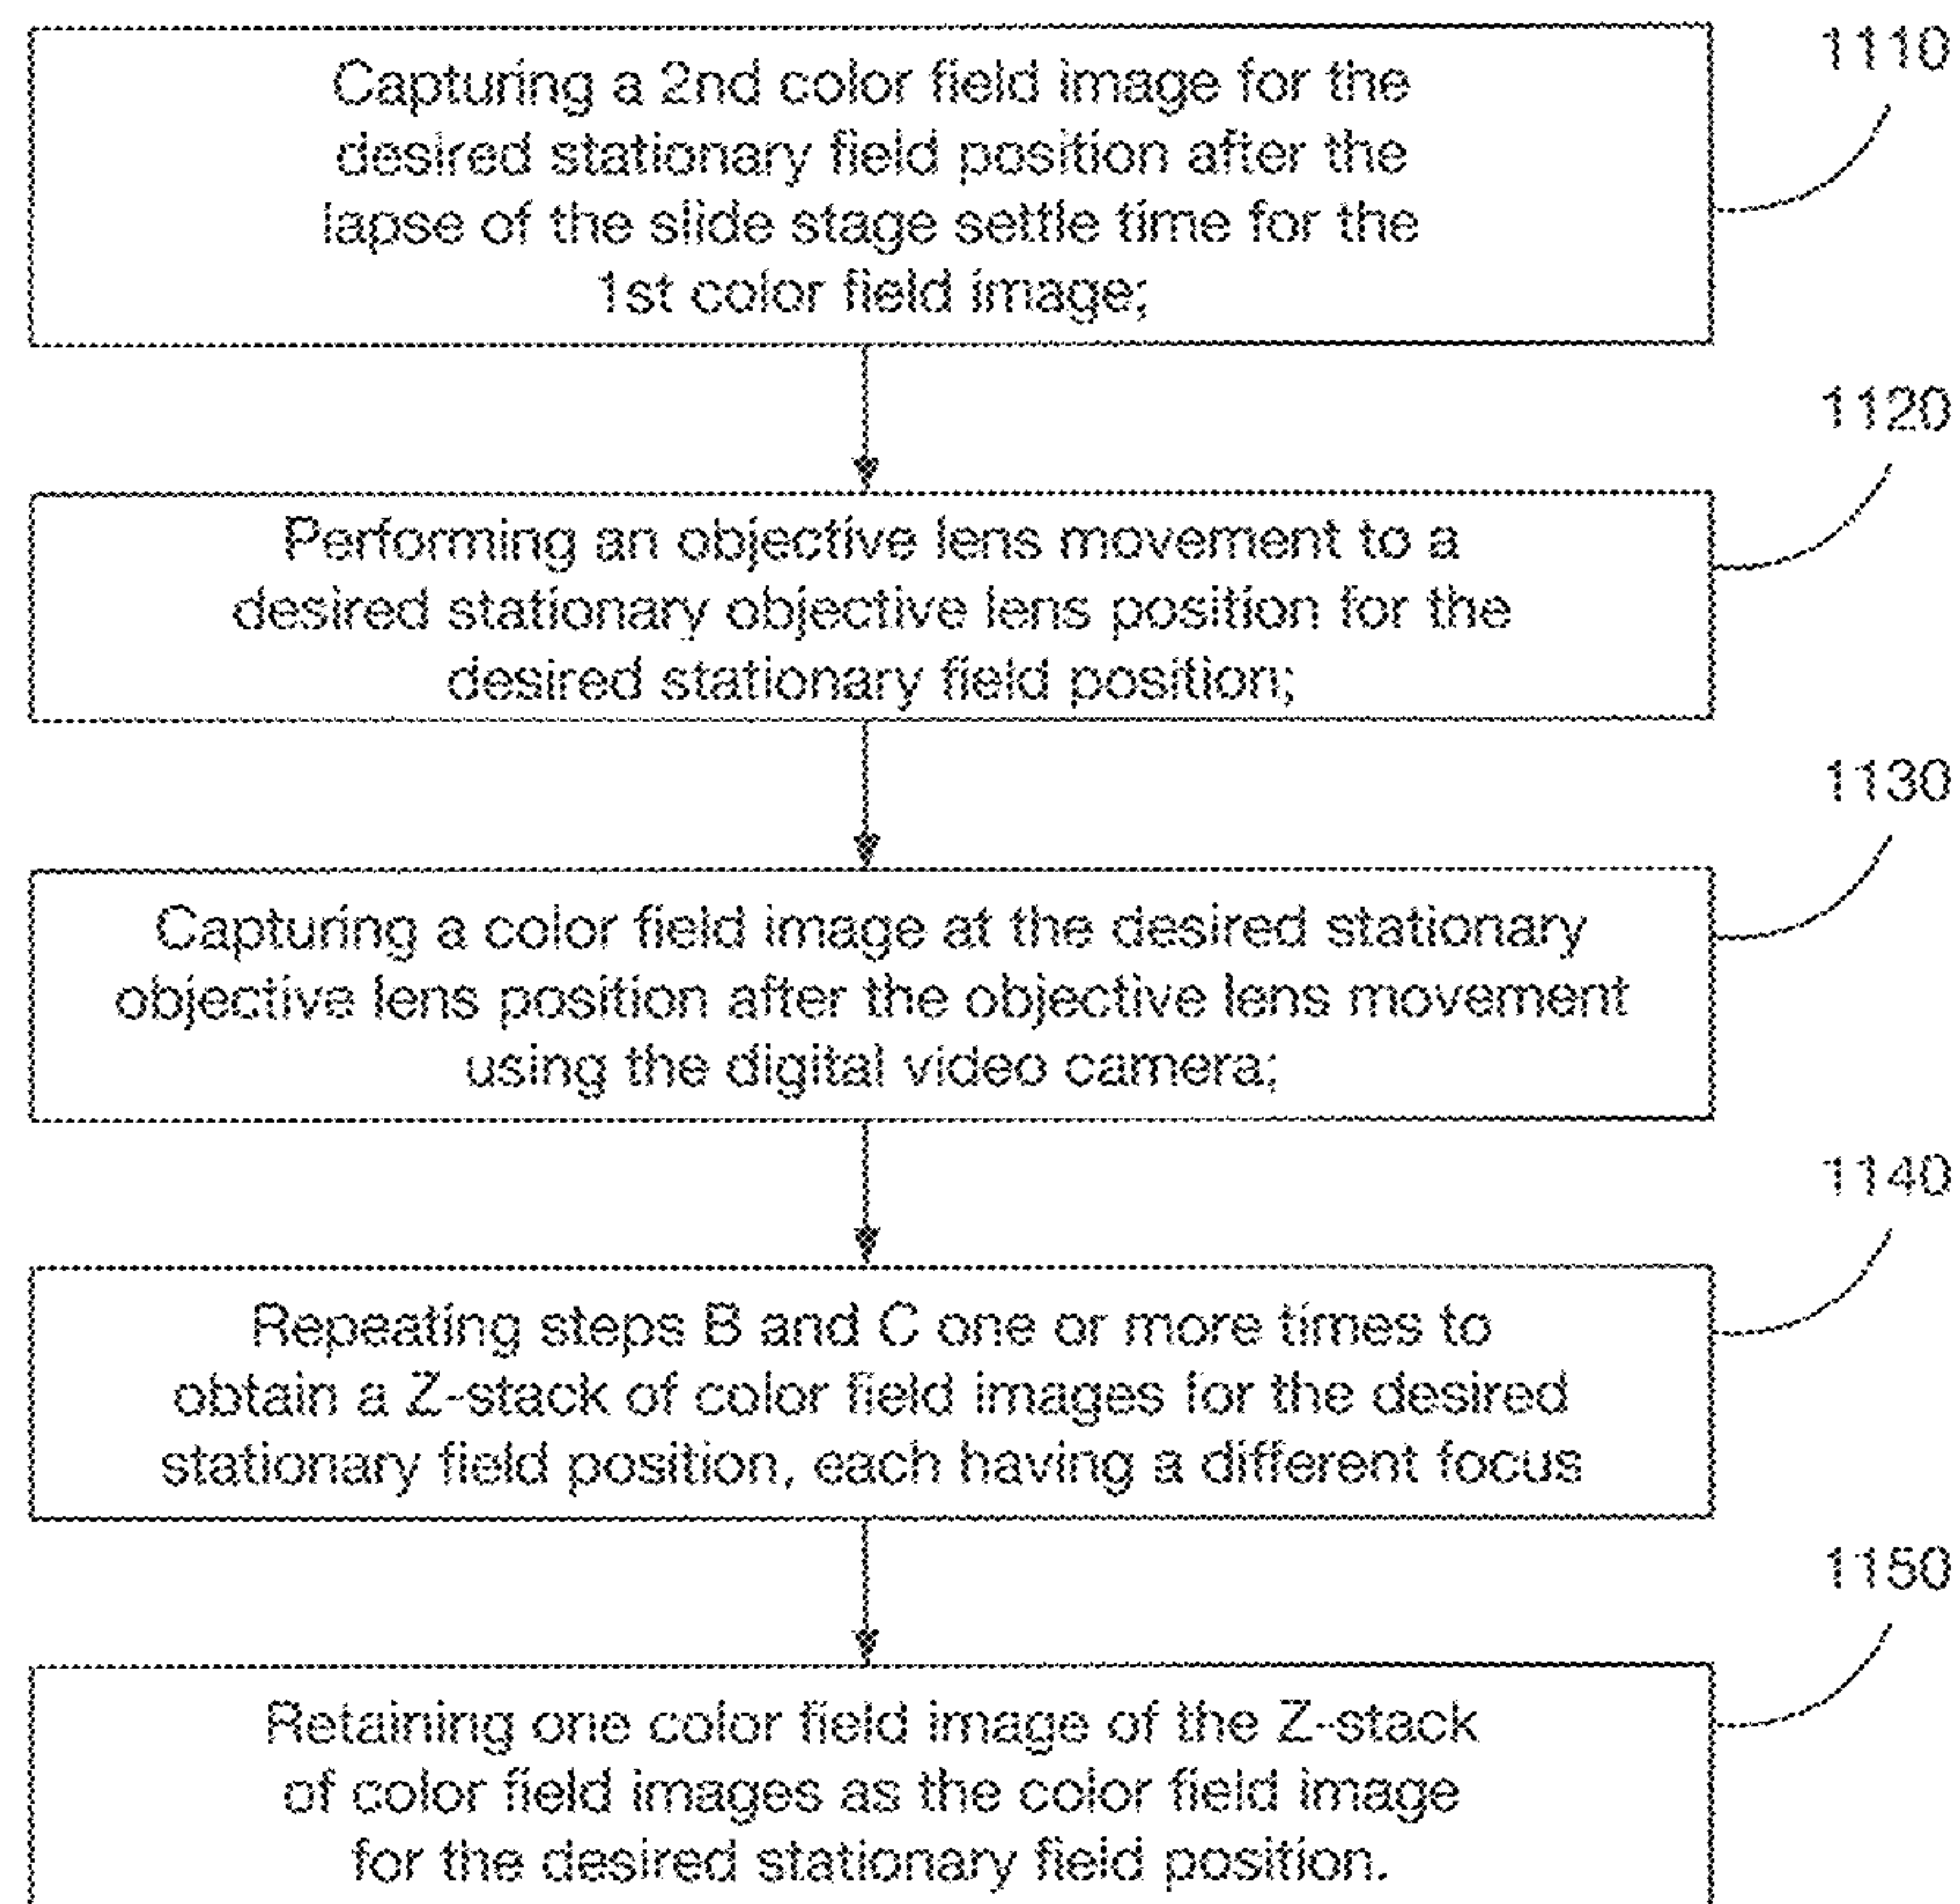 1110
Capturing a 2nd color field image for the
desired stationary field position after the
lapse of the slide stage settle time for the
1st color field image;
1120
Performing an objective lens movement to a
desired stationary objective lens position for the
desired stationary field position;
1130
Capturing a color field image at the desired stationary
objective lens position after the objective lens movement
using the digital video camera;
1140
Repeating steps B and C one or more times to
obtain a Z-stack of color field images for the desired
stationary field position, each having a different focus
1150
Retaining one color field image of the Z-stack
of color field images as the color field image
for the desired stationary field position.